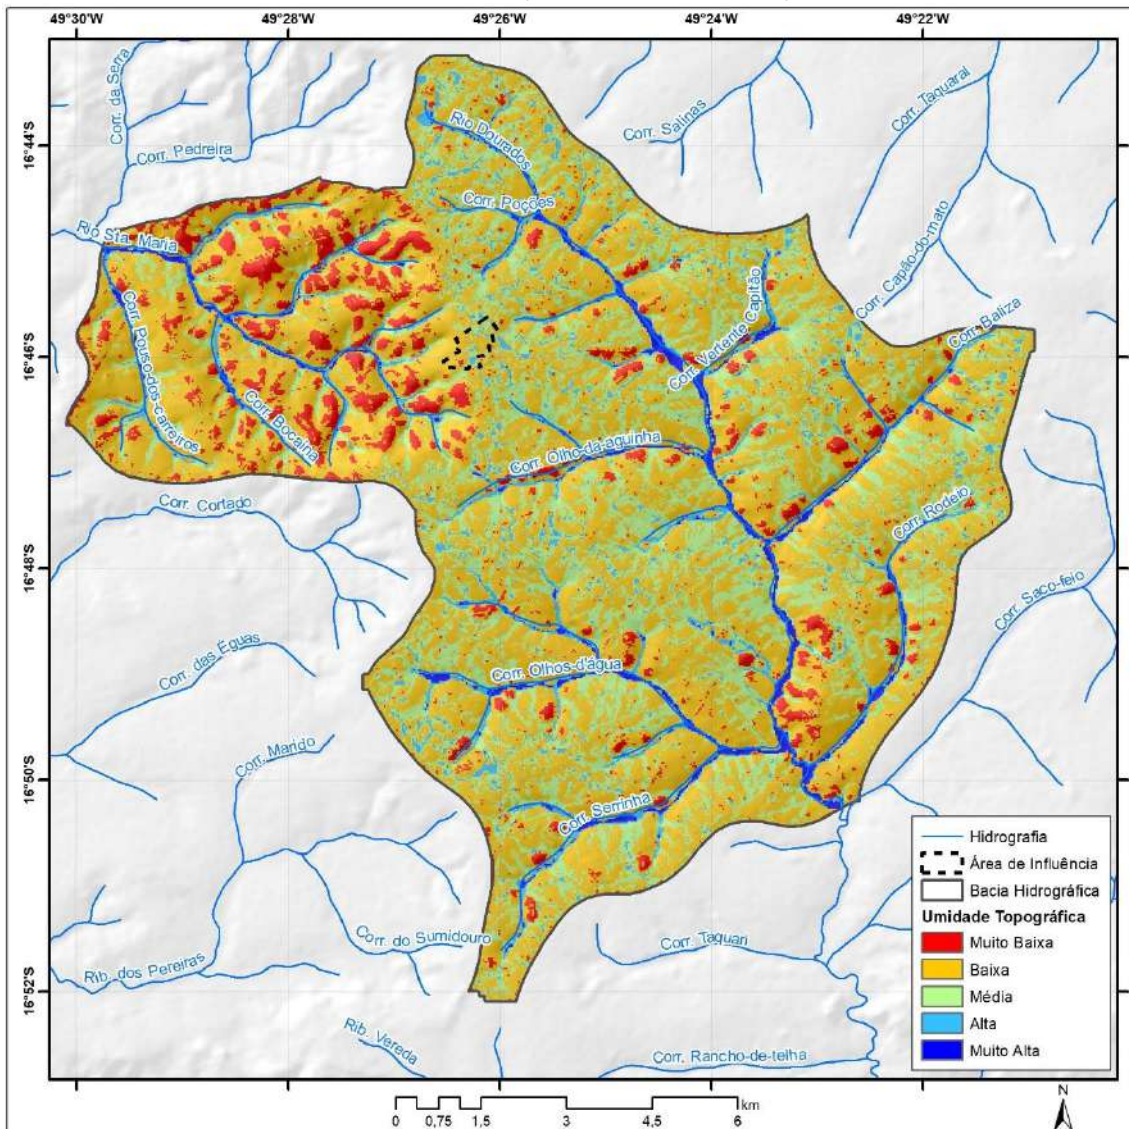 49°30'W 49°28'W 49°26'W 49°24'W 49°22'W
16°44'S
16°46'S
16°48'S
16°50'S
16°52'S
Corr. da Serra
Corr. Pedreira
Rio Dourados
Corr. Salinas
Corr. Taquaral
Corr. Poções
Rio Sta. Maria
Corr. Capão-do-mato
Corr. Vertente Capitão
Corr. Baliza
Corr. Pouso-dos-carreiros
Corr. Bocaina
Corr. Olho-da-aguinha
Corr. Cortado
Corr. Rodeio
Corr. Saco-feio
Corr. das Éguas
Corr. Olhos-d'água
Corr. Marido
Corr. Serrinha
Corr. do Sumidouro
Corr. Taquari
Rib. dos Pereiras
Rib. Vereda
Corr. Rancho-de-telha
Hidrografia
Área de Influência
Bacia Hidrográfica
Umidade Topográfica
Muito Baixa
Baixa
Média
Alta
Muito Alta
km
0 0,75 1,5 3 4,5 6
N